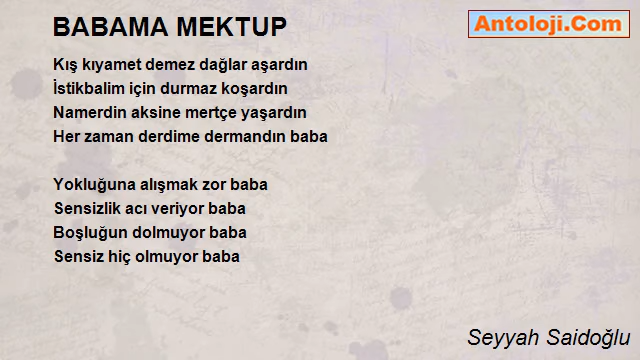 BABAMA MEKTUP
Antoloji.Com
Kış kıyamet demez dağlar aşardın
İstikbalim için durmaz koşardın
Namerdin aksine mertçe yaşardın
Her zaman derdime dermandın baba

Yokluğuna alışmak zor baba
Sensizlik acı veriyor baba
Boşluğun dolmuyor baba
Sensiz hiç olmuyor baba

Seyyah Saidoğlu